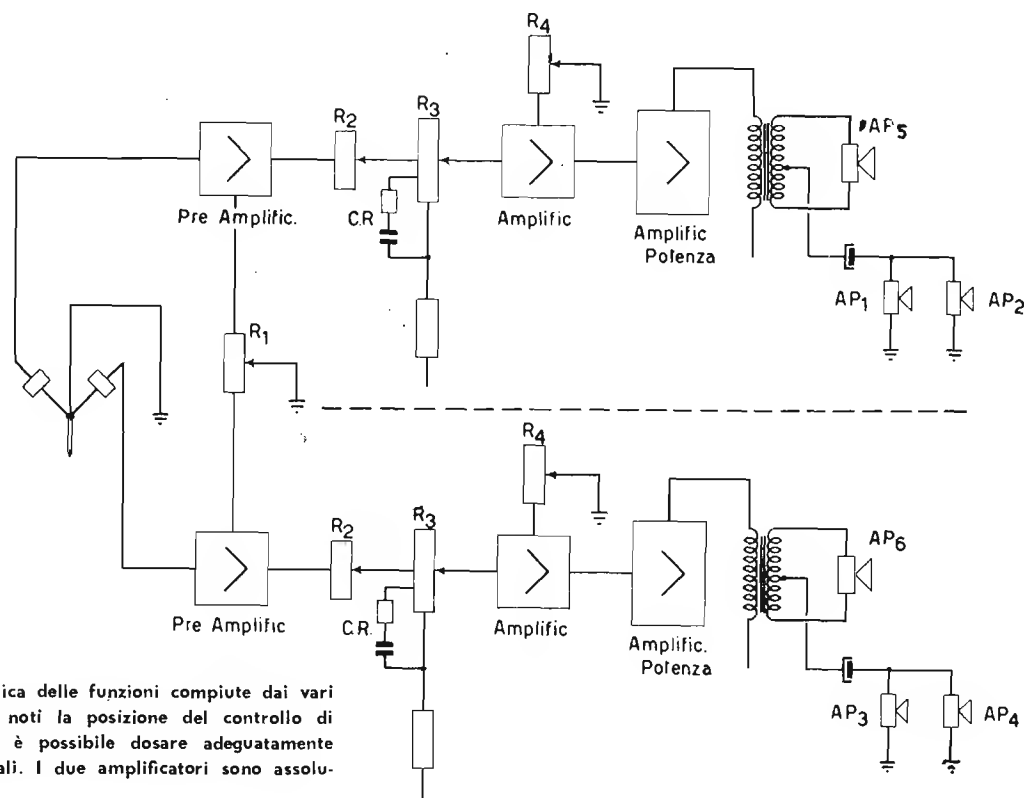 R4
R3
R2
AP5
C.R.
Pre Amplific.
Amplific
Amplific
Potenza
AP1
AP2
R1
R4
R3
R2
AP6
C.R.
Pre Amplific
Amplific
Amplific.
Potenza
AP3
AP4
ica delle funzioni compiute dai vari
noti la posizione del controllo di
è possibile dosare adeguatamente
ali. I due amplificatori sono assolu-